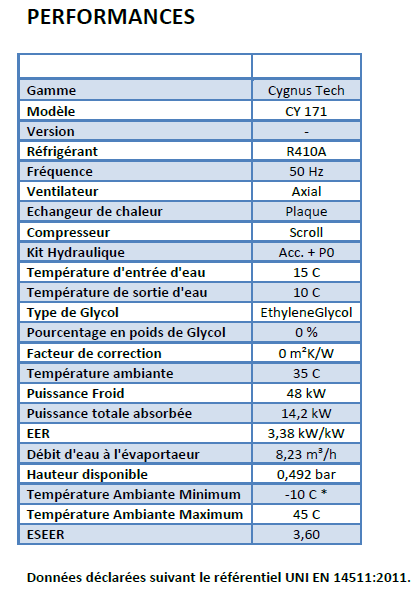 PERFORMANCES
Gamme Cygnus Tech
Modèle CY 171
Version -
Réfrigérant R410A
Fréquence 50 Hz
Ventilateur Axial
Echangeur de chaleur Plaque
Compresseur Scroll
Kit Hydraulique Acc. + P0
Température d'entrée d'eau 15 C
Température de sortie d'eau 10 C
Type de Glycol EthyleneGlycol
Pourcentage en poids de Glycol 0 %
Facteur de correction 0 m²K/W
Température ambiante 35 C
Puissance Froid 48 kW
Puissance totale absorbée 14,2 kW
EER 3,38 kW/kW
Débit d'eau à l'évaportaeur 8,23 m³/h
Hauteur disponible 0,492 bar
Température Ambiante Minimum -10 C *
Température Ambiante Maximum 45 C
ESEER 3,60
Données déclarées suivant le référentiel UNI EN 14511:2011.